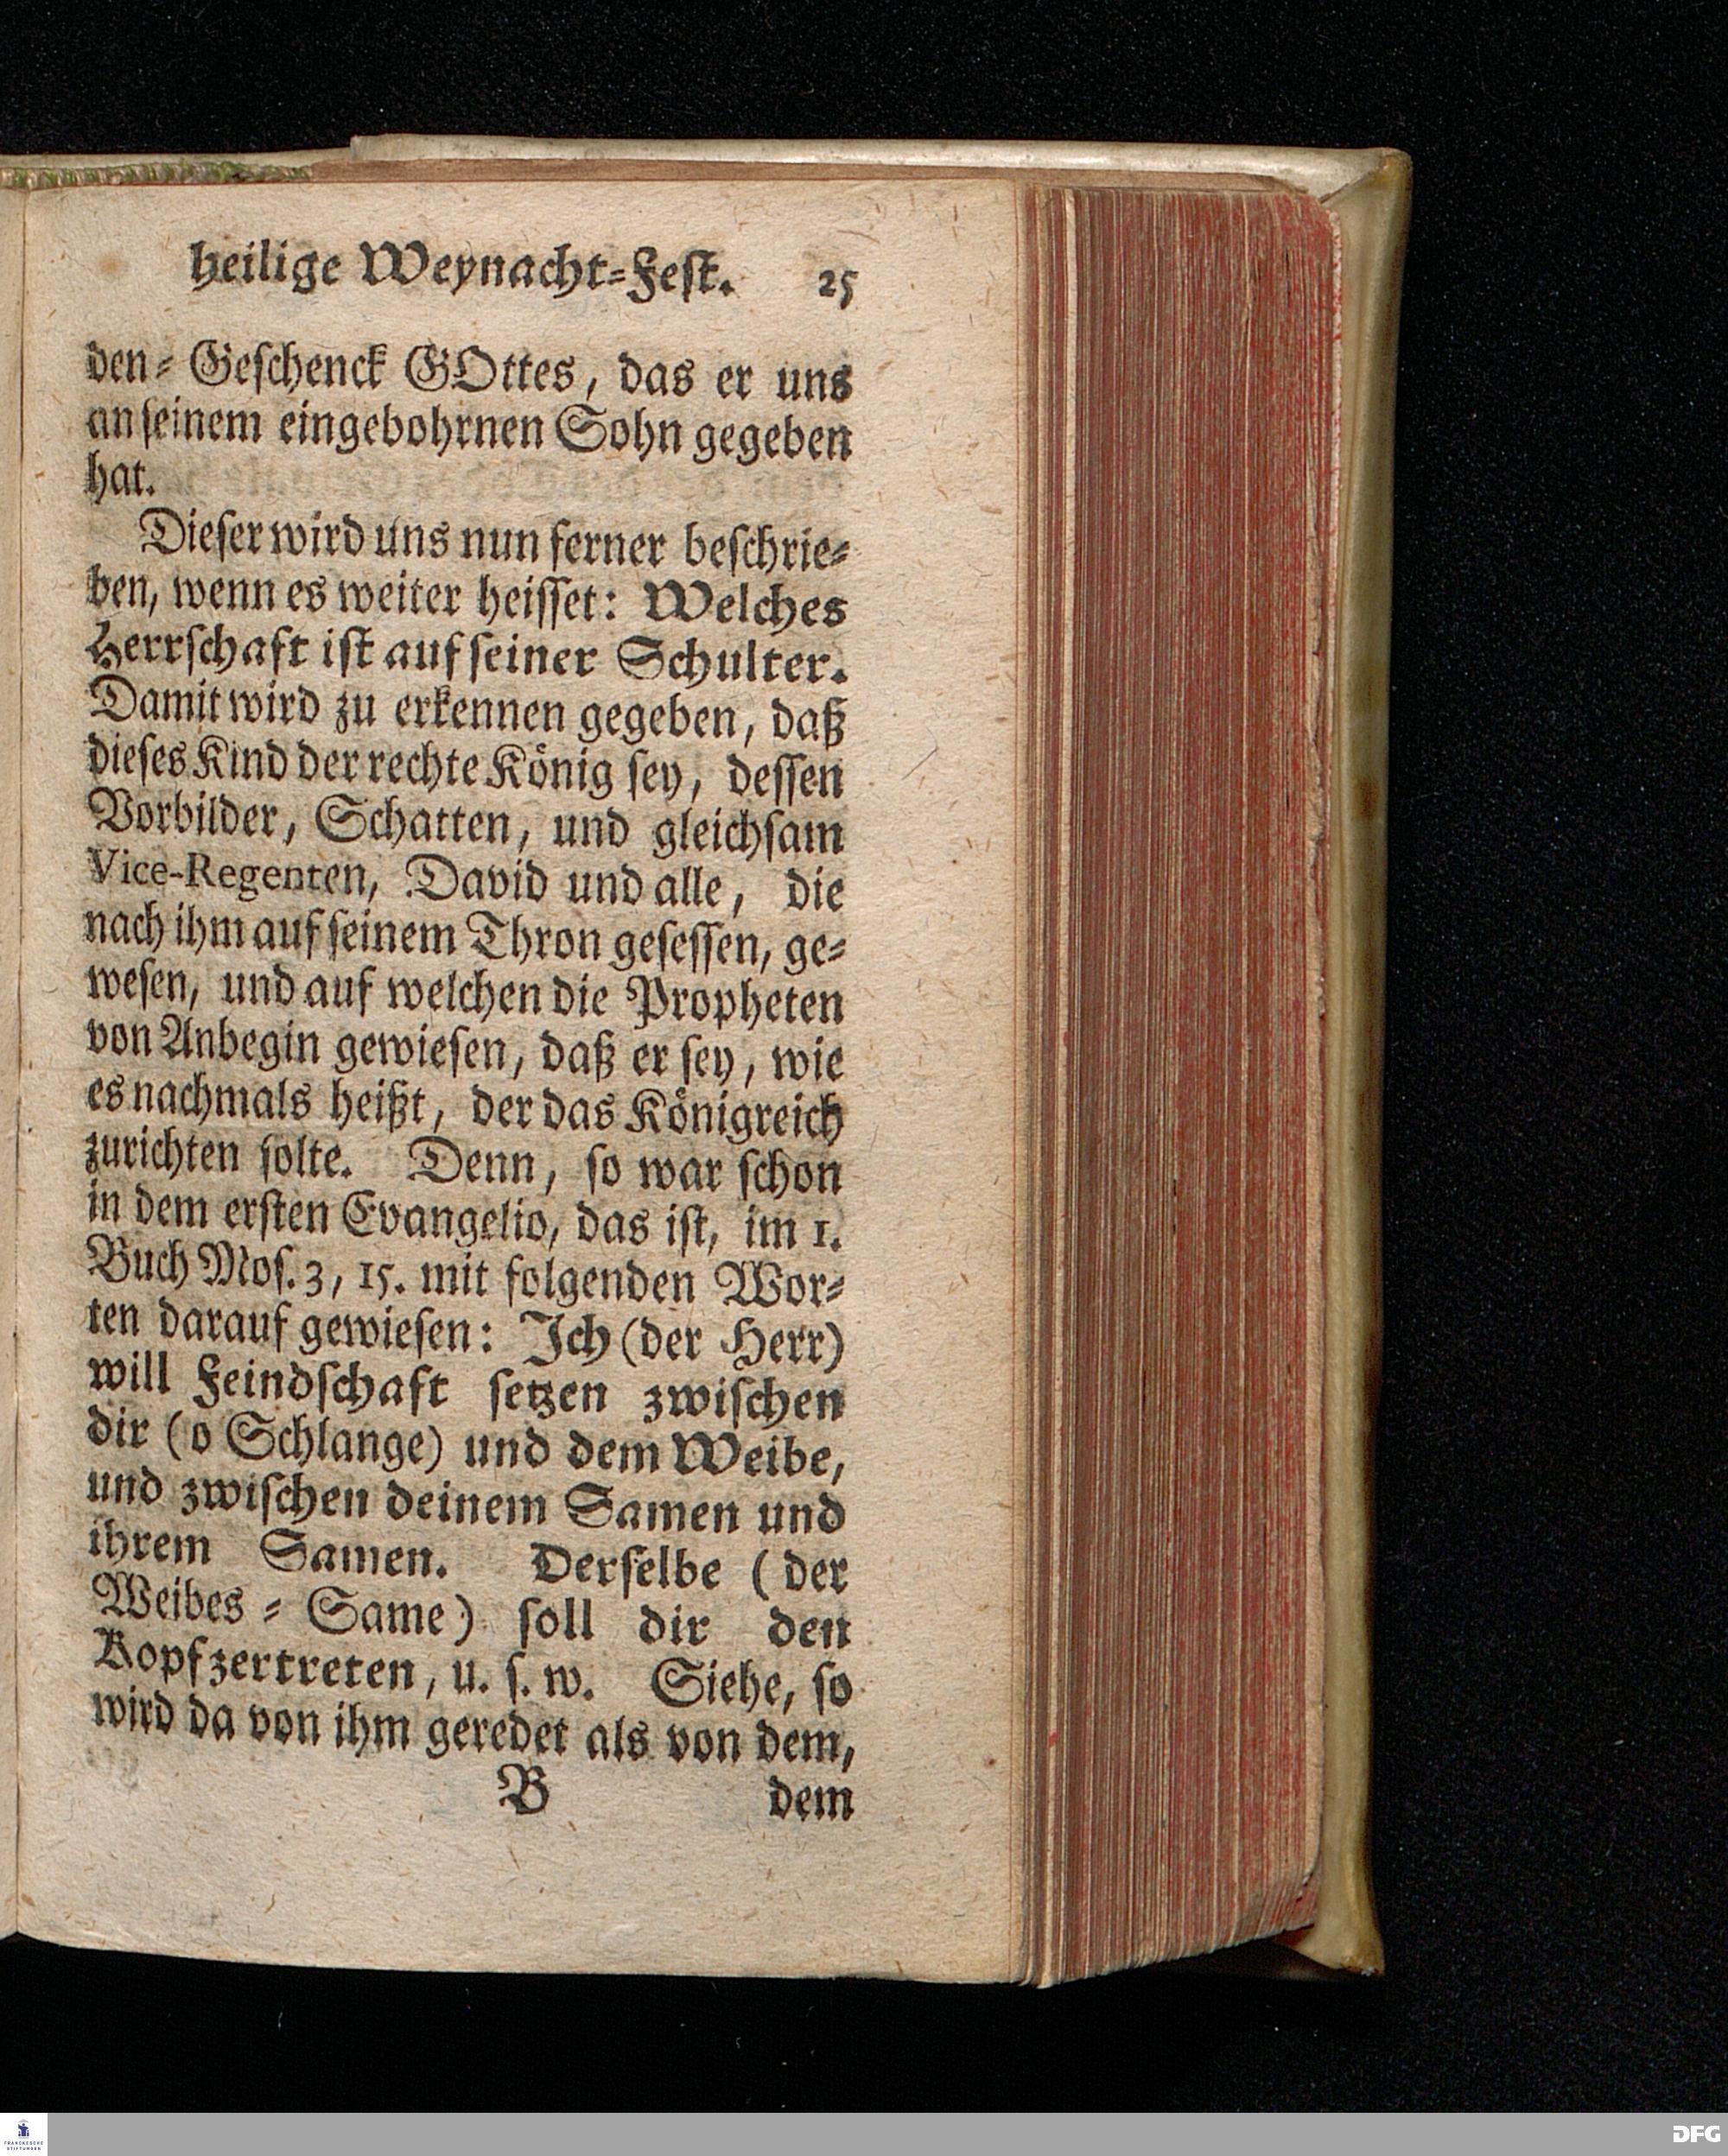 heilige Weynacht-Fest. 25
den- Geschenck GOttes, das er uns
an seinem eingebohrnen Sohn gegeben
hat.
Dieser wird uns nun ferner beschrie-
ben, wenn es weiter heisset: Welches
Herrschaft ist auf seiner Schulter.
Damit wird zu erkennen gegeben, daß
dieses Kind der rechte König sey, dessen
Vorbilder, Schatten, und gleichsam
Vice-Regenten, David und alle, die
nach ihm auf seinem Thron gesessen, ge-
wesen, und auf welchen die Propheten
von Anbegin gewiesen, daß er sey, wie
es nachmals heißt, der das Königreich
zurichten solte. Denn, so war schon
in dem ersten Evangelio, das ist, im 1.
Buch Mos. 3, 15. mit folgenden Wor-
ten darauf gewiesen: Ich (der Herr)
will Feindschaft setzen zwischen
dir (o Schlange) und dem Weibe,
und zwischen deinem Samen und
ihrem Samen. Derselbe (der
Weibes - Same) soll dir den
Kopf zertreten, u. s. w. Siehe, so
wird da von ihm geredet als von dem,
B dem
FRANCKESCHE
STIFTUNGEN
DFG